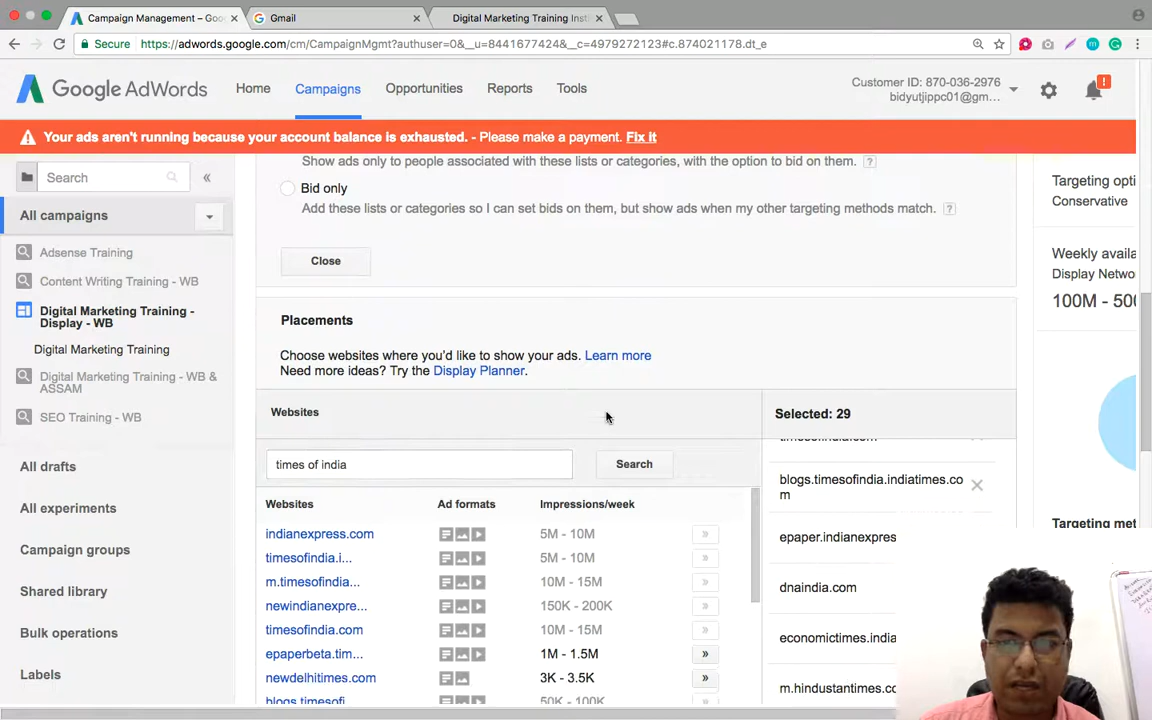 Campaign Management – Goo
Gmail
Digital Marketing Training Insti
Secure
https://adwords.google.com/cm/CampaignMgmt?authuser=0&__u=8441677424&__c=4979272123#c.874021178.dt_e
Google AdWords
Home
Campaigns
Opportunities
Reports
Tools
Customer ID: 870-036-2976
bidyutjippc01@gm...
Your ads aren't running because your account balance is exhausted. - Please make a payment. Fix it
Search
All campaigns
Adsense Training
Content Writing Training - WB
Digital Marketing Training -
Display - WB
Digital Marketing Training
Digital Marketing Training - WB &
ASSAM
SEO Training - WB
All drafts
All experiments
Campaign groups
Shared library
Bulk operations
Labels
Show ads only to people associated with these lists or categories, with the option to bid on them. ?
Bid only
Add these lists or categories so I can set bids on them, but show ads when my other targeting methods match. ?
Close
Placements
Choose websites where you'd like to show your ads. Learn more
Need more ideas? Try the Display Planner.
Websites
times of india
Search
Websites
Ad formats
Impressions/week
indianexpress.com
5M - 10M
timesofindia.i...
5M - 10M
m.timesofindia...
10M - 15M
newindianexpre...
150K - 200K
timesofindia.com
10M - 15M
epaperbeta.tim...
1M - 1.5M
newdelhitimes.com
3K - 3.5K
blogs.timesofi...
50K - 100K
Selected: 29
timesofindia.com
blogs.timesofindia.indiatimes.co
m
epaper.indianexpres
dnaindia.com
economictimes.india
m.hindustantimes.co
Targeting opti
Conservative
Weekly availa
Display Netwo
100M - 500
Targeting met